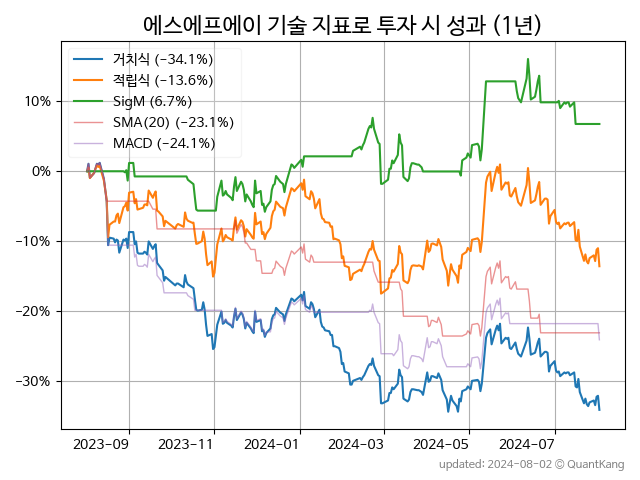 에스에프에이 기술 지표로 투자 시 성과 (1년)
거치식 (−34.1%)
적립식 (−13.6%)
SigM (6.7%)
SMA(20) (−23.1%)
MACD (−24.1%)
10%
0%
−10%
−20%
−30%
2023−09 2023−11 2024−01 2024−03 2024−05 2024−07
updated: 2024-08-02 © QuantKang